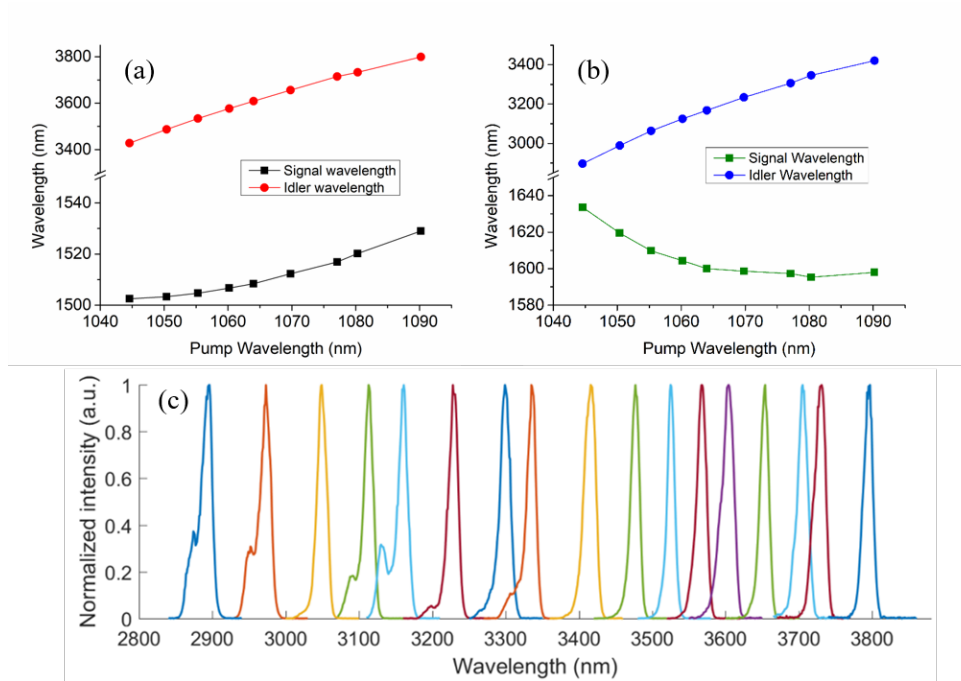 (a)
Wavelength (nm)
3800
3600
3400
1540
1520
1500
Signal wavelength
Idler wavelength
1040 1050 1060 1070 1080 1090
Pump Wavelength (nm)
(b)
Wavelength (nm)
3400
3200
3000
1640
1620
1600
1580
Signal Wavelength
Idler Wavelength
1040 1050 1060 1070 1080 1090
Pump Wavelength (nm)
(c)
Normalized intensity (a.u.)
1
0.8
0.6
0.4
0.2
0
2800 2900 3000 3100 3200 3300 3400 3500 3600 3700 3800
Wavelength (nm)